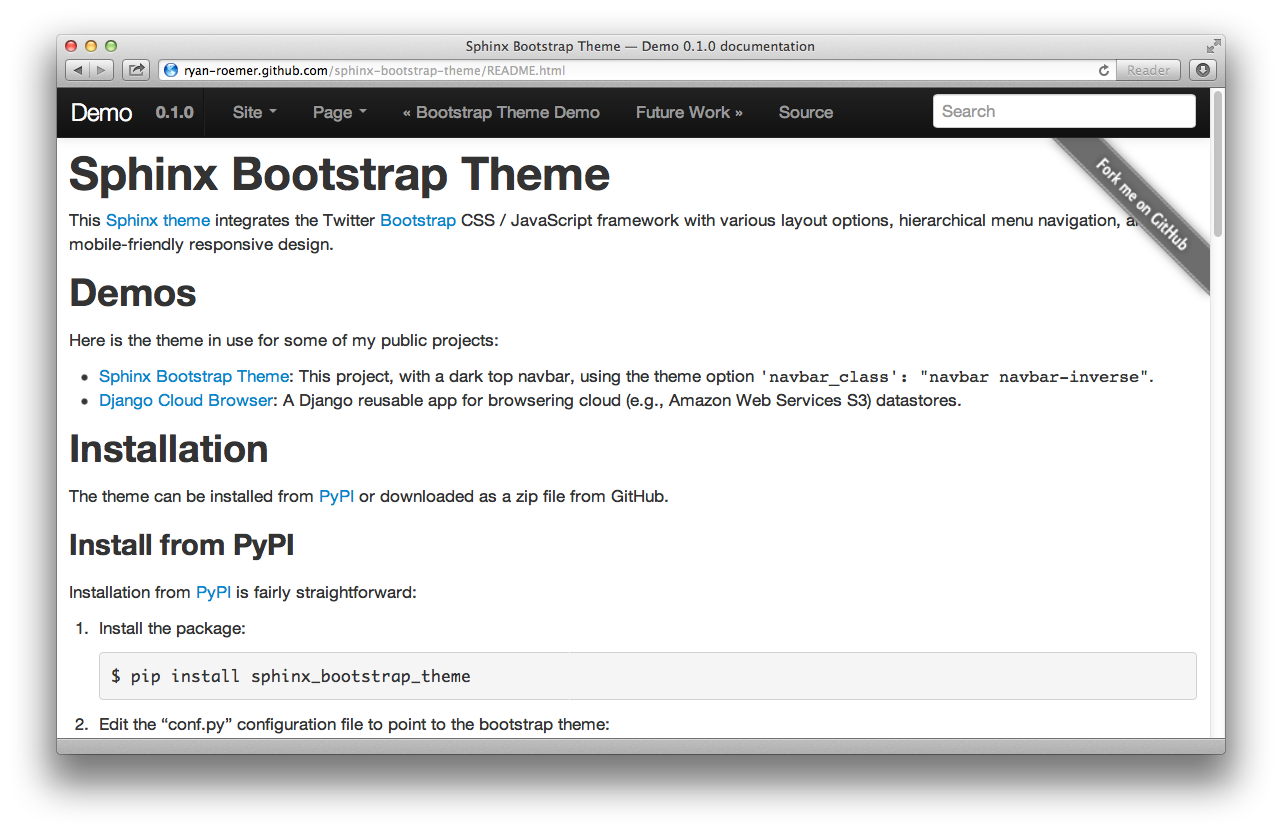 Sphinx Bootstrap Theme — Demo 0.1.0 documentation
ryan-roemer.github.com/sphinx-bootstrap-theme/README.html
Reader
Demo 0.1.0 Site Page « Bootstrap Theme Demo Future Work » Source Search
Fork me on GitHub
Sphinx Bootstrap Theme
This Sphinx theme integrates the Twitter Bootstrap CSS / JavaScript framework with various layout options, hierarchical menu navigation,
mobile-friendly responsive design.
Demos
Here is the theme in use for some of my public projects:
• Sphinx Bootstrap Theme: This project, with a dark top navbar, using the theme option 'navbar_class': "navbar navbar-inverse".
• Django Cloud Browser: A Django reusable app for browsering cloud (e.g., Amazon Web Services S3) datastores.
Installation
The theme can be installed from PyPI or downloaded as a zip file from GitHub.
Install from PyPI
Installation from PyPI is fairly straightforward:
1. Install the package:
$ pip install sphinx_bootstrap_theme
2. Edit the “conf.py” configuration file to point to the bootstrap theme: